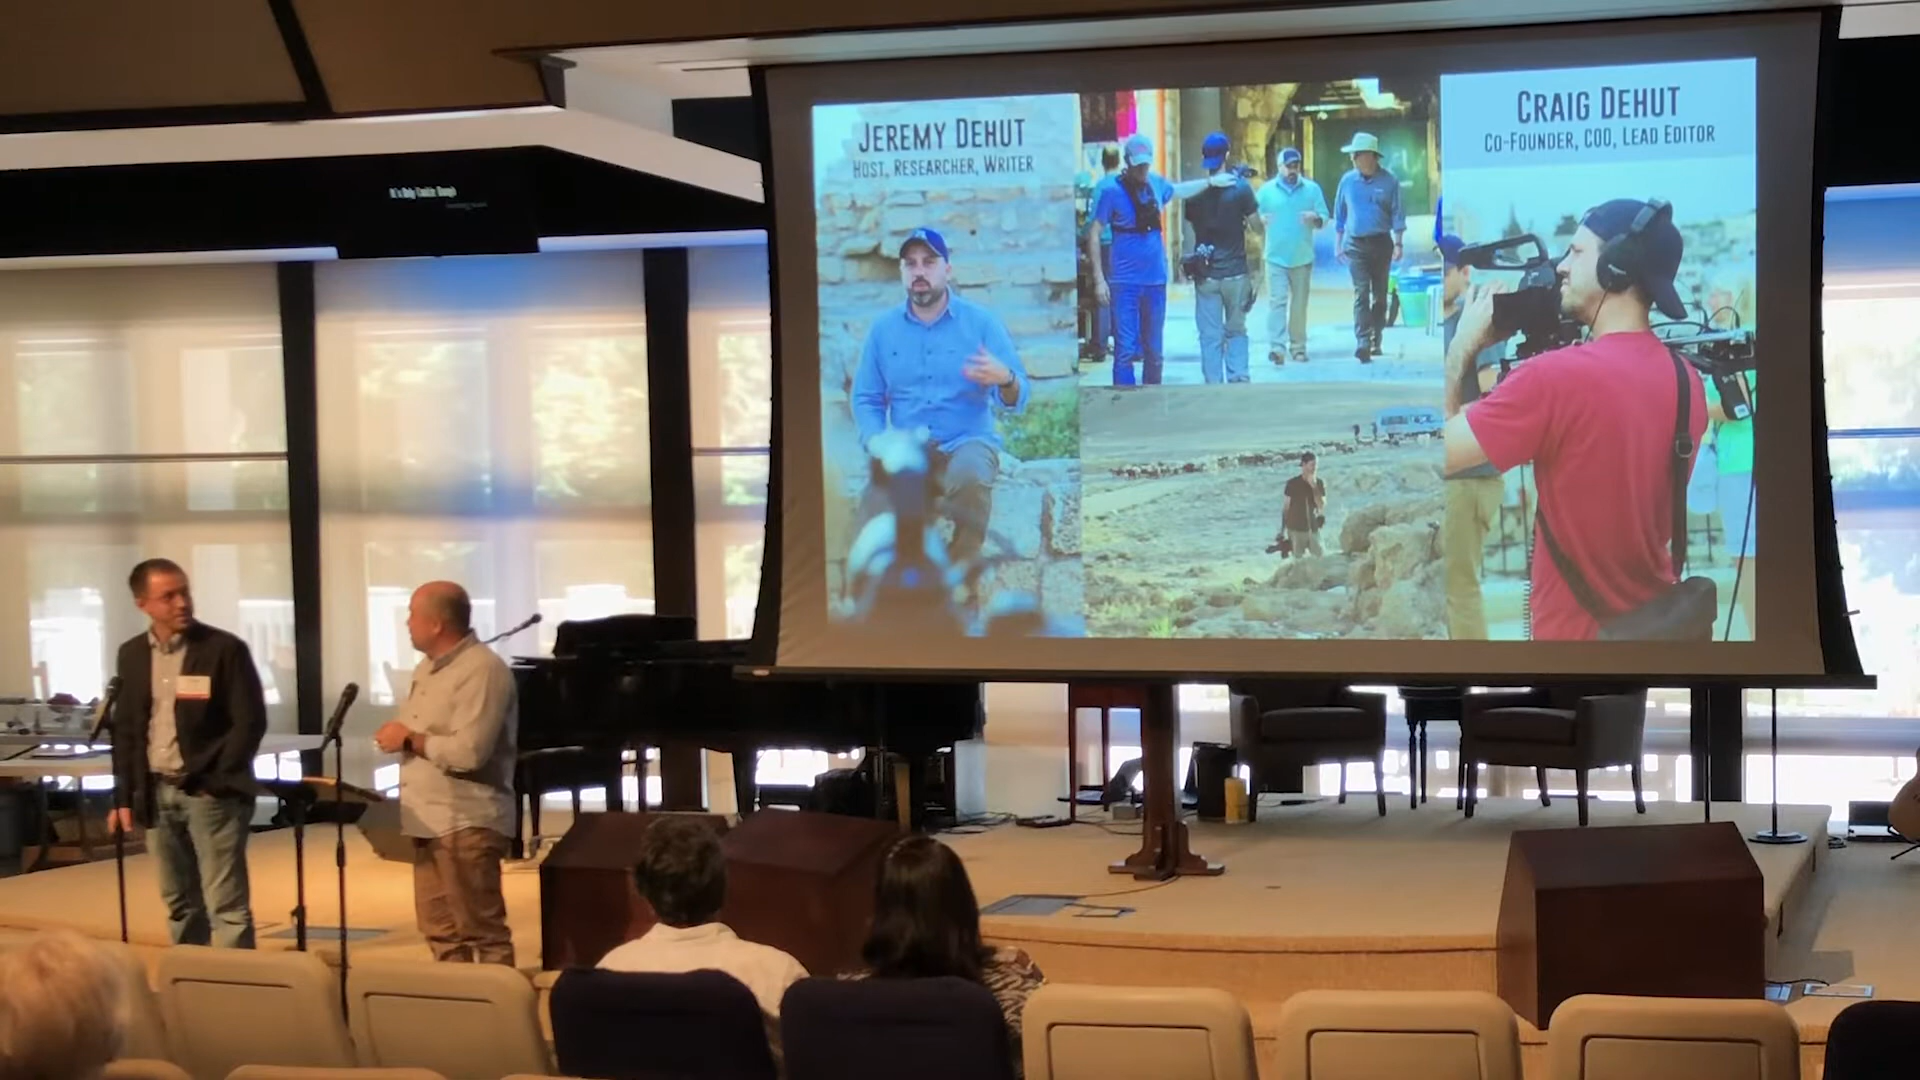 JEREMY DEHUT
HOST, RESEARCHER, WRITER
CRAIG DEHUT
CO-FOUNDER, COO, LEAD EDITOR